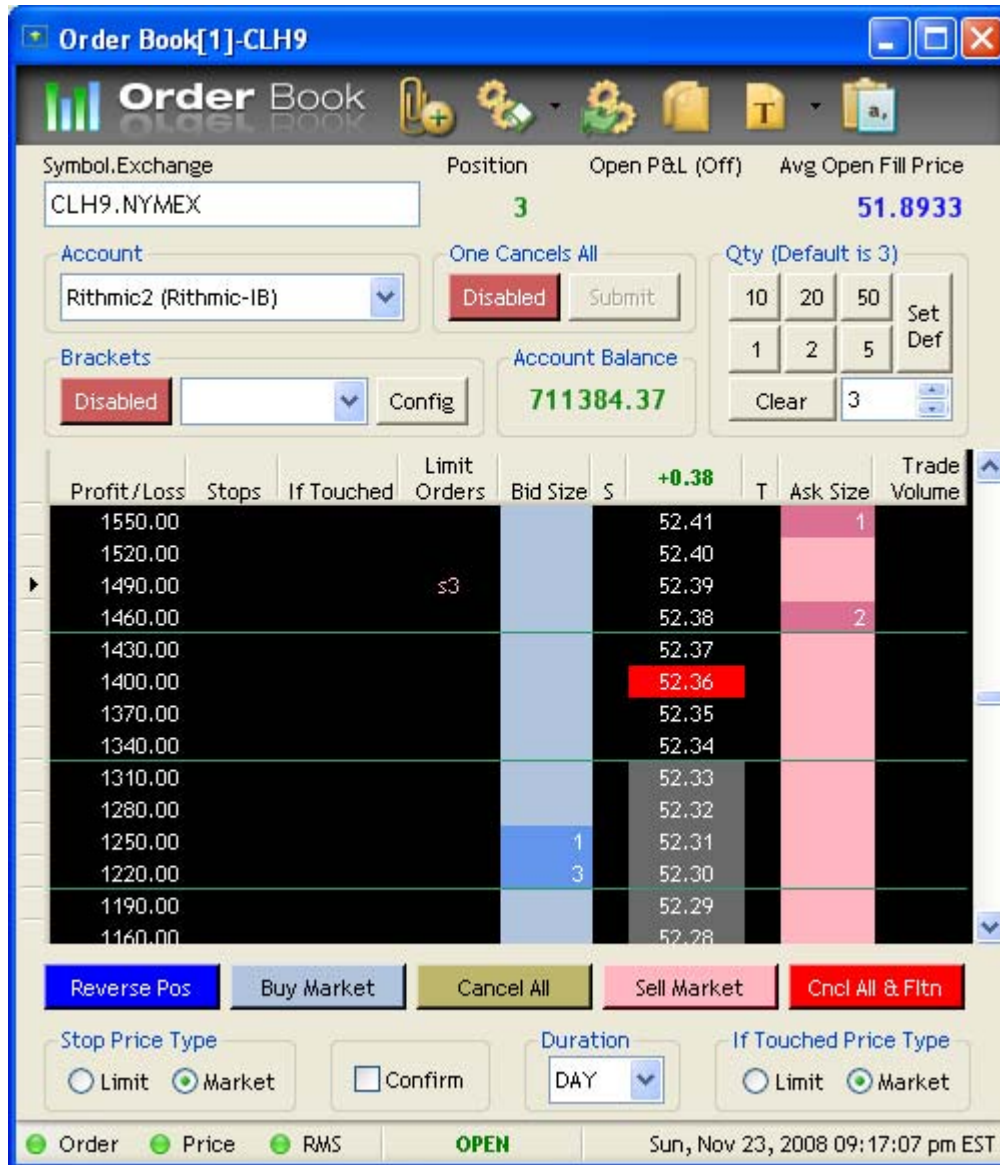 Order Book[1]-CLH9
Order Book
T
a,
Symbol.Exchange Position Open P&L (Off) Avg Open Fill Price
CLH9.NYMEX 3 51.8933
Account One Cancels All Qty (Default is 3)
Rithmic2 (Rithmic-IB) Disabled Submit 10 20 50 Set Def
Brackets Account Balance 1 2 5
Disabled Config 711384.37 Clear 3
Profit/Loss Stops If Touched Limit Orders Bid Size S +0.38 T Ask Size Trade Volume
1550.00 52.41 1
1520.00 52.40
1490.00 s3 52.39
1460.00 52.38 2
1430.00 52.37
1400.00 52.36
1370.00 52.35
1340.00 52.34
1310.00 52.33
1280.00 52.32
1250.00 1 52.31
1220.00 3 52.30
1190.00 52.29
1160.00 52.28
Reverse Pos Buy Market Cancel All Sell Market Cncl All & Fltn
Stop Price Type Duration If Touched Price Type
Limit Market Confirm DAY Limit Market
Order Price RMS OPEN Sun, Nov 23, 2008 09:17:07 pm EST